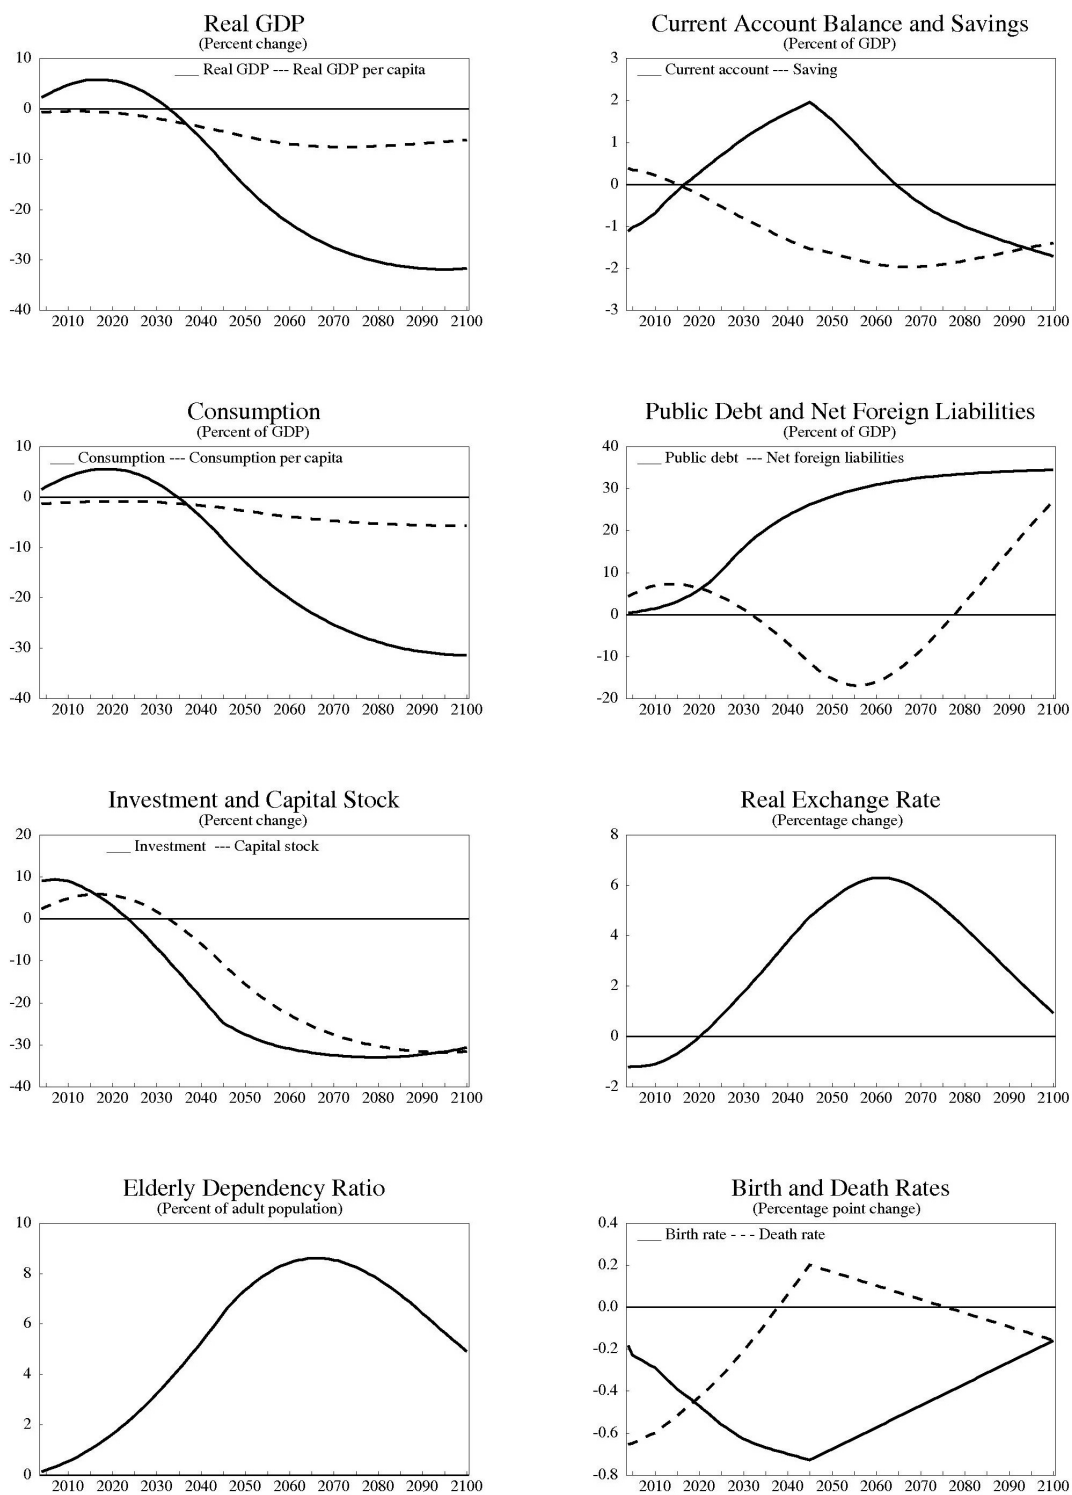 Real GDP
(Percent change)
___ Real GDP --- Real GDP per capita
10
0
-10
-20
-30
-40
2010 2020 2030 2040 2050 2060 2070 2080 2090 2100
Current Account Balance and Savings
(Percent of GDP)
___ Current account --- Saving
3
2
1
0
-1
-2
-3
2010 2020 2030 2040 2050 2060 2070 2080 2090 2100
Consumption
(Percent of GDP)
___ Consumption --- Consumption per capita
10
0
-10
-20
-30
-40
2010 2020 2030 2040 2050 2060 2070 2080 2090 2100
Public Debt and Net Foreign Liabilities
(Percent of GDP)
___ Public debt --- Net foreign liabilities
40
30
20
10
0
-10
-20
2010 2020 2030 2040 2050 2060 2070 2080 2090 2100
Investment and Capital Stock
(Percent change)
___ Investment --- Capital stock
20
10
0
-10
-20
-30
-40
2010 2020 2030 2040 2050 2060 2070 2080 2090 2100
Real Exchange Rate
(Percentage change)
8
6
4
2
0
-2
2010 2020 2030 2040 2050 2060 2070 2080 2090 2100
Elderly Dependency Ratio
(Percent of adult population)
10
8
6
4
2
0
2010 2020 2030 2040 2050 2060 2070 2080 2090 2100
Birth and Death Rates
(Percentage point change)
___ Birth rate - - - Death rate
0.4
0.2
0.0
-0.2
-0.4
-0.6
-0.8
2010 2020 2030 2040 2050 2060 2070 2080 2090 2100